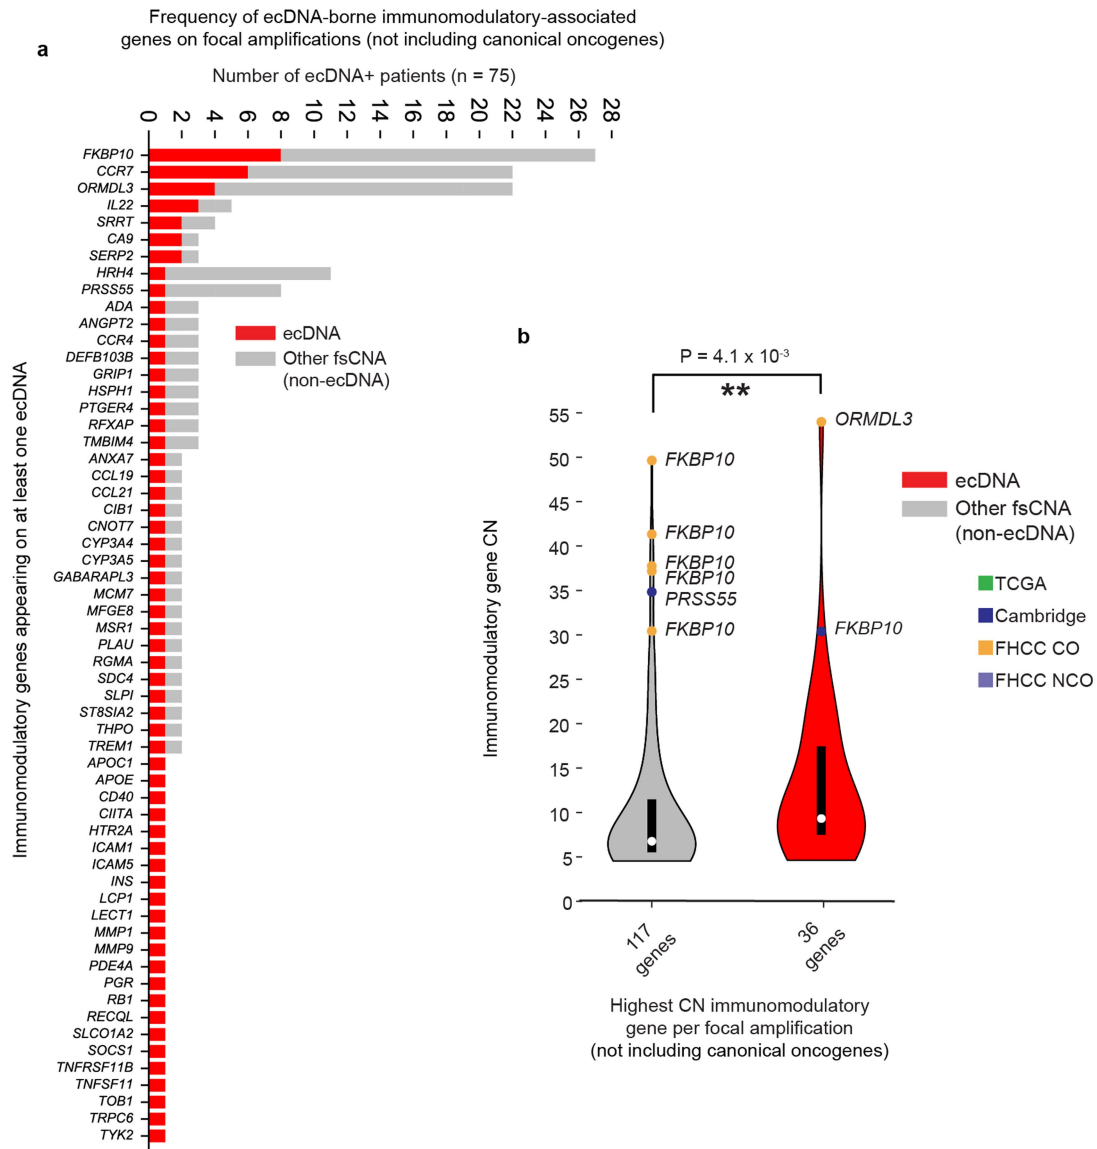 Frequency of ecDNA-borne immunomodulatory-associated
genes on focal amplifications (not including canonical oncogenes)
a
Number of ecDNA+ patients (n = 75)
0 2 4 6 8 10 12 14 16 18 20 22 24 26 28
Immunomodulatory genes appearing on at least one ecDNA
FKBP10
CCR7
ORMDL3
IL22
SRRT
CA9
SERP2
HRH4
PRSS55
ADA
ANGPT2
CCR4
DEFB103B
GRIP1
HSPH1
PTGER4
RFXAP
TMBIM4
ANXA7
CCL19
CCL21
CIB1
CNOT7
CYP3A4
CYP3A5
GABARAPL3
MCM7
MFGE8
MSR1
PLAU
RGMA
SDC4
SLPI
ST8SIA2
THPO
TREM1
APOC1
APOE
CD40
CIITA
HTR2A
ICAM1
ICAM5
INS
LCP1
LECT1
MMP1
MMP9
PDE4A
PGR
RB1
RECQL
SLCO1A2
SOCS1
TNFRSF11B
TNFSF11
TOB1
TRPC6
TYK2
ecDNA
Other fsCNA
(non-ecDNA)
b
P = 4.1 x 10-3
**
Immunomodulatory gene CN
55
50
45
40
35
30
25
20
15
10
5
0
FKBP10
FKBP10
FKBP10
FKBP10
PRSS55
FKBP10
ORMDL3
FKBP10
ecDNA
Other fsCNA
(non-ecDNA)
TCGA
Cambridge
FHCC CO
FHCC NCO
117
genes
36
genes
Highest CN immunomodulatory
gene per focal amplification
(not including canonical oncogenes)